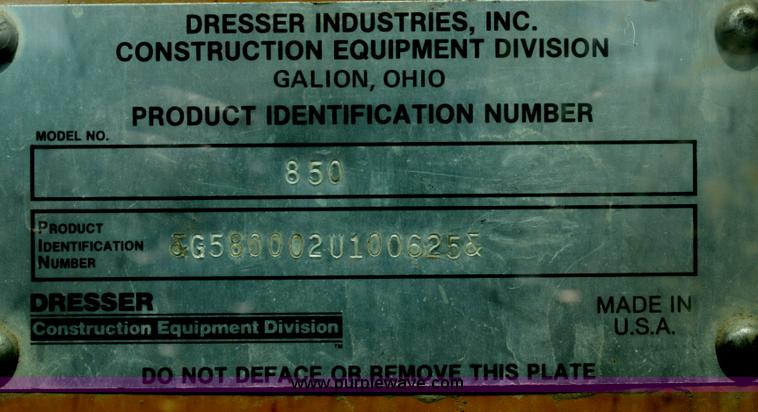 DRESSER INDUSTRIES, INC.
CONSTRUCTION EQUIPMENT DIVISION
GALION, OHIO
PRODUCT IDENTIFICATION NUMBER
MODEL NO.
850
PRODUCT
IDENTIFICATION
NUMBER
&G580002U100625&
DRESSER
Construction Equipment Division
TM
MADE IN
U.S.A.
DO NOT DEFACE OR REMOVE THIS PLATE
www.purplewave.com